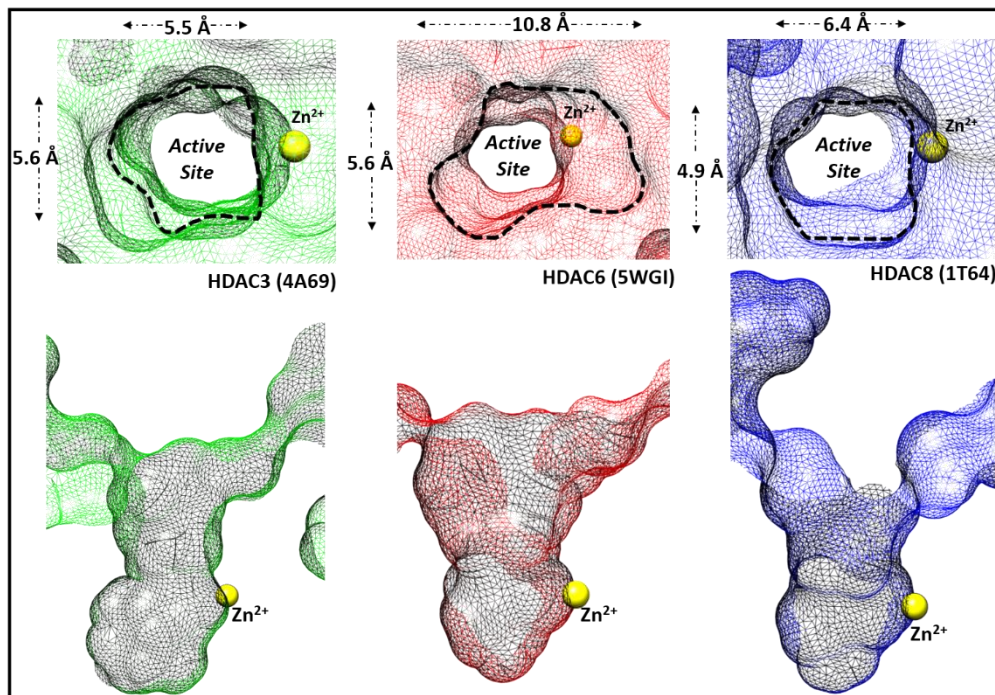 5.5 Å
10.8 Å
6.4 Å
5.6 Å
Active
Site
Zn²⁺
5.6 Å
Active
Site
Zn²⁺
4.9 Å
Active
Site
Zn²⁺
HDAC3 (4A69)
HDAC6 (5WGI)
HDAC8 (1T64)
Zn²⁺
Zn²⁺
Zn²⁺